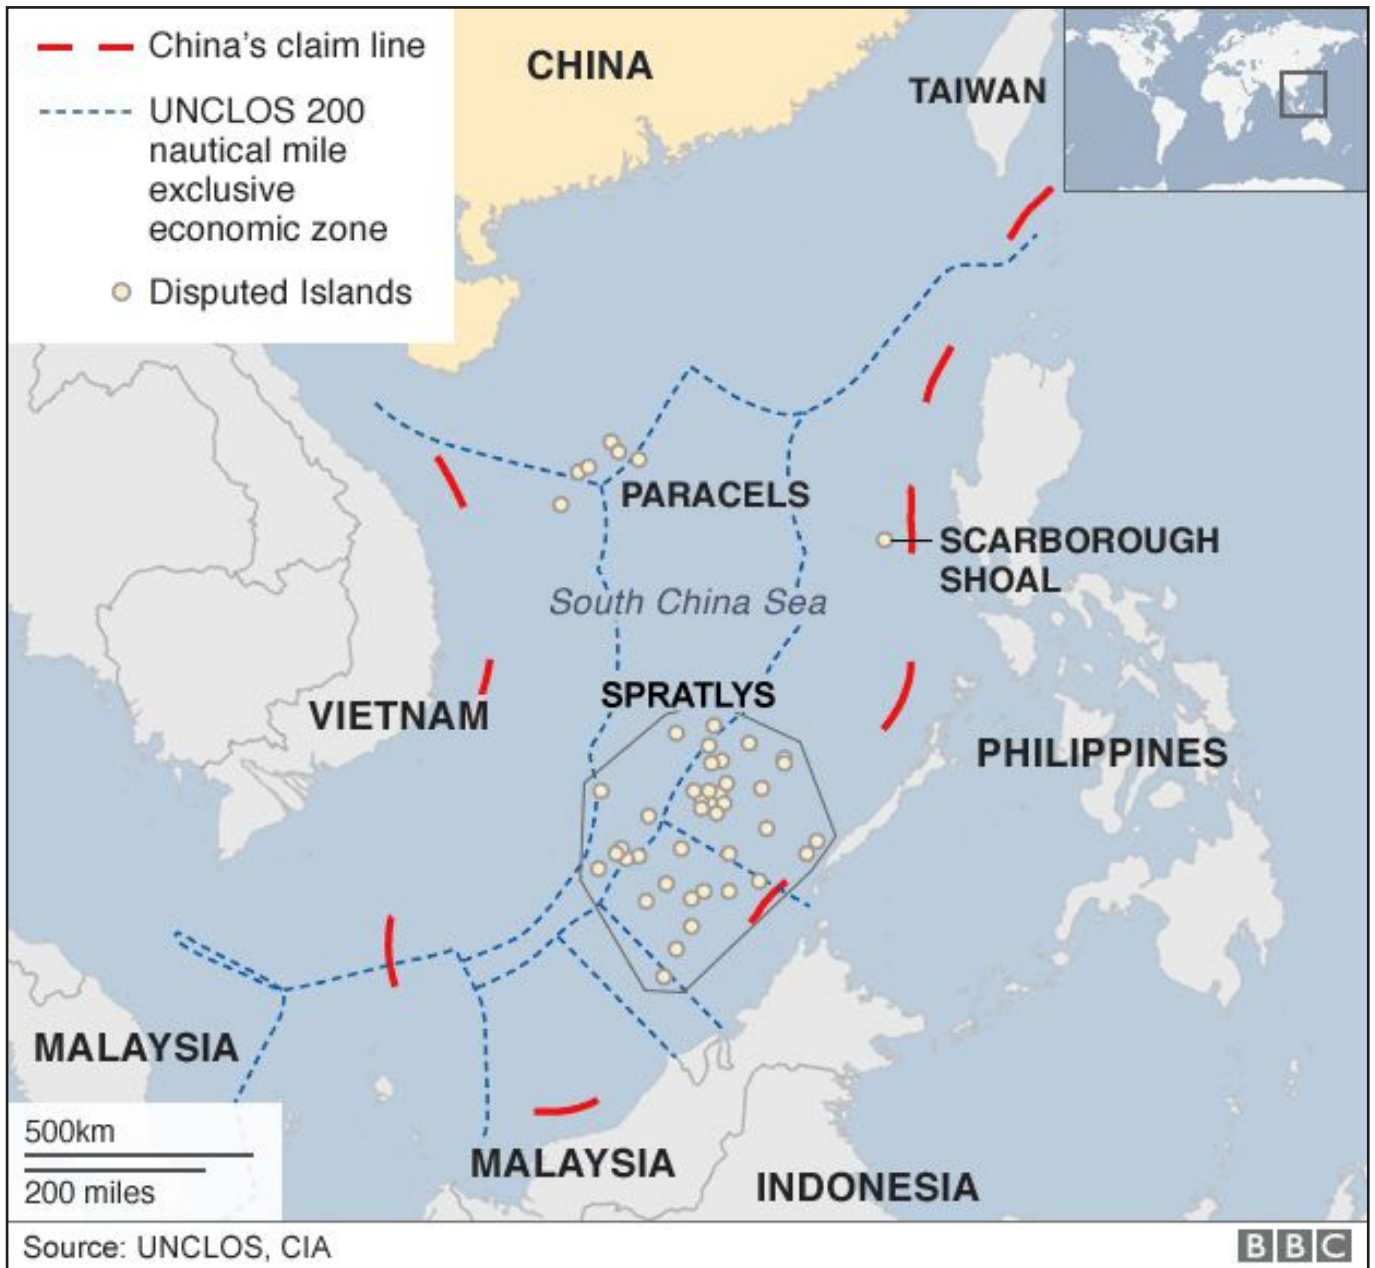 China's claim line
UNCLOS 200
nautical mile
exclusive
economic zone
Disputed Islands
CHINA
TAIWAN
PARACELS
SCARBOROUGH
SHOAL
South China Sea
SPRATLYS
VIETNAM
PHILIPPINES
MALAYSIA
MALAYSIA
INDONESIA
500km
200 miles
Source: UNCLOS, CIA
BBC